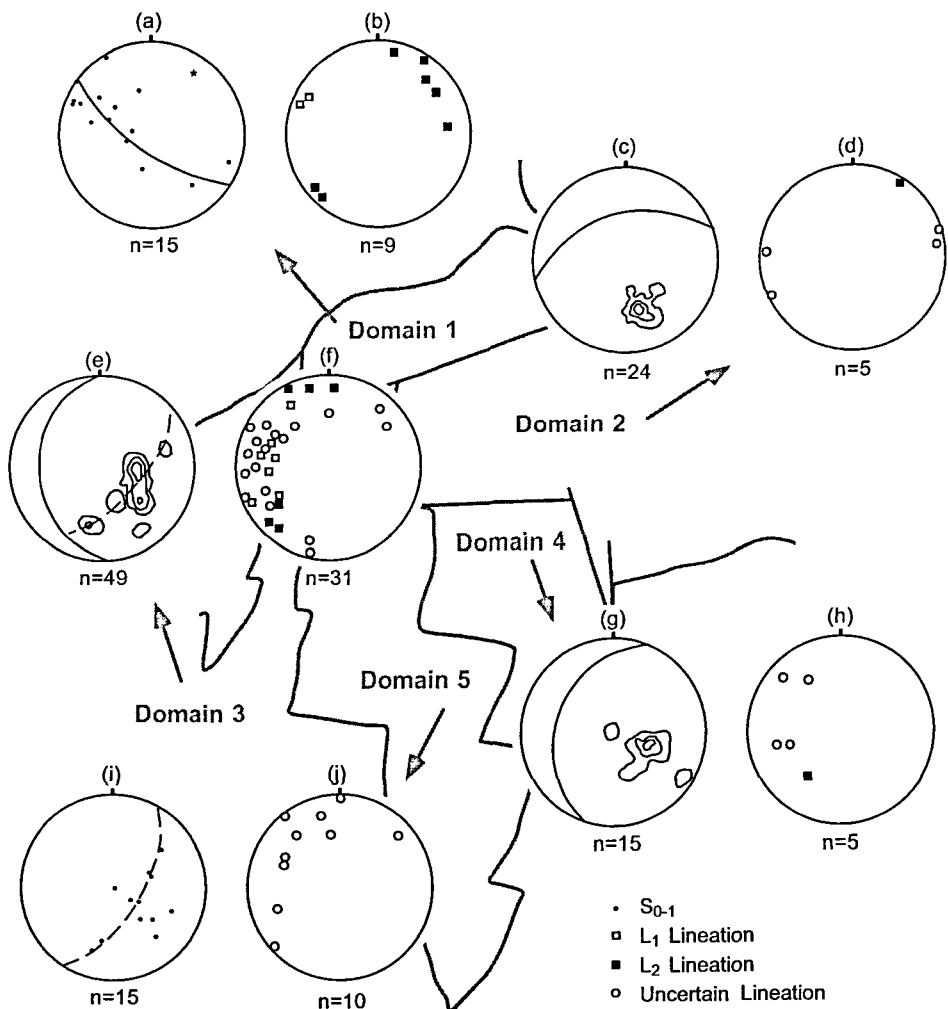 (a)
(b)
n=15
n=9
(c)
(d)
n=24
n=5
Domain 1
Domain 2
(e)
(f)
n=49
n=31
Domain 4
Domain 3
Domain 5
(g)
(h)
n=15
n=5
(i)
(j)
n=15
n=10
S0-1
L1 Lineation
L2 Lineation
Uncertain Lineation